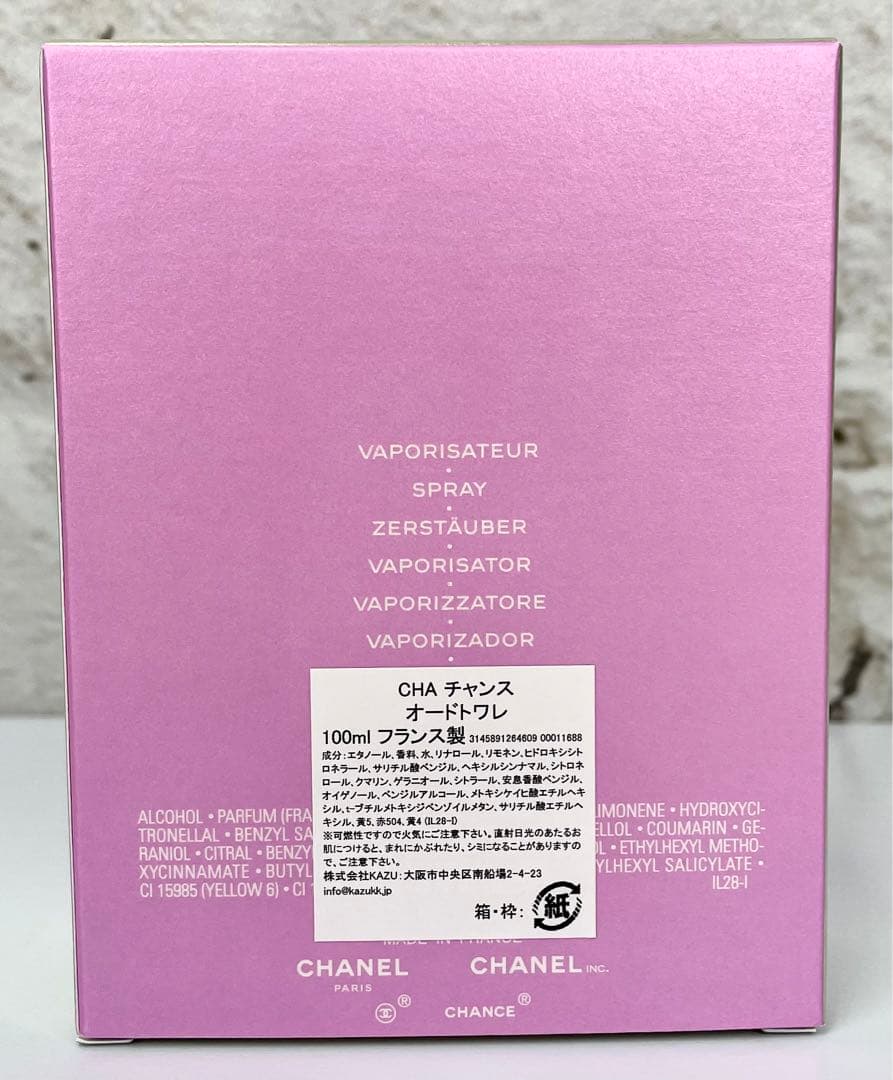 VAPORISATEUR
•
SPRAY
•
ZERSTÄUBER
•
VAPORISATOR
•
VAPORIZZATORE
•
VAPORIZADOR
•
CHA チャンス
オードトワレ
100ml フランス製 3145891264609 00011688
成分:エタノール、香料、水、リナロール、リモネン、ヒドロキシシト
ロネラール、サリチル酸ベンジル、ヘキシルシンナマル、シトロネ
ロール、クマリン、ゲラニオール、シトラール、安息香酸ベンジル、
オイゲノール、ベンジルアルコール、メトキシケイヒ酸エチルヘキ
シル、t-ブチルメトキシジベンゾイルメタン、サリチル酸エチルヘ
キシル、黄5、赤504、黄4 (IL28-I)
※可燃性ですので火気にご注意下さい。直射日光のあたるお
肌につけると、まれにかぶれたり、シミになることがありますの
で、ご注意下さい。
株式会社KAZU:大阪市中央区南船場2-4-23
info@kazukk.jp
箱・枠: 紙
ALCOHOL • PARFUM (FRA LIMONENE • HYDROXYCI-
TRONELLAL • BENZYL SA ELLOL • COUMARIN • GE-
RANIOL • CITRAL • BENZY OL • ETHYLHEXYL METHO-
XYCINNAMATE • BUTYL YLHEXYL SALICYLATE •
CI 15985 (YELLOW 6) • CI 1 IL28-I
MADE IN FRANCE
CHANEL CHANEL INC.
PARIS
® CHANCE ®